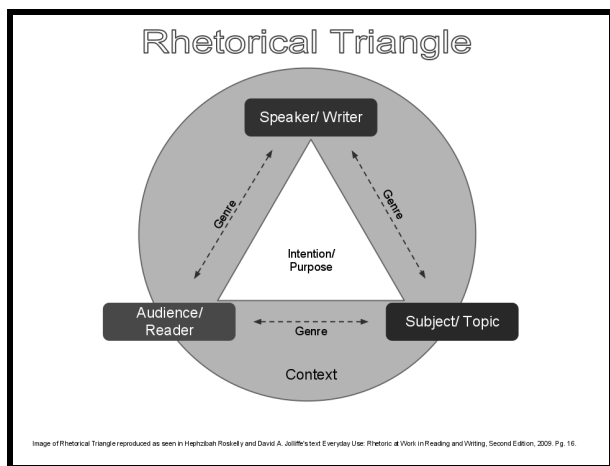 Rhetorical Triangle
Speaker/ Writer
Genre
Genre
Intention/
Purpose
Audience/
Reader
Subject/ Topic
Genre
Context
Image of Rhetorical Triangle reproduced as seen in Hephzibah Roskelly and David A. Jolliffe's text Everyday Use: Rhetoric at Work in Reading and Writing, Second Edition, 2009. Pg. 16.